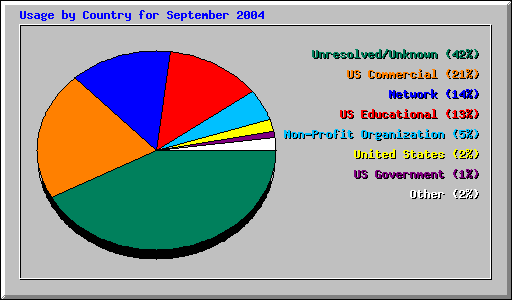 Usage by Country for September 2004
Unresolved/Unknown (42%)
US Commercial (21%)
Network (14%)
US Educational (13%)
Non-Profit Organization (5%)
United States (2%)
US Government (1%)
Other (2%)